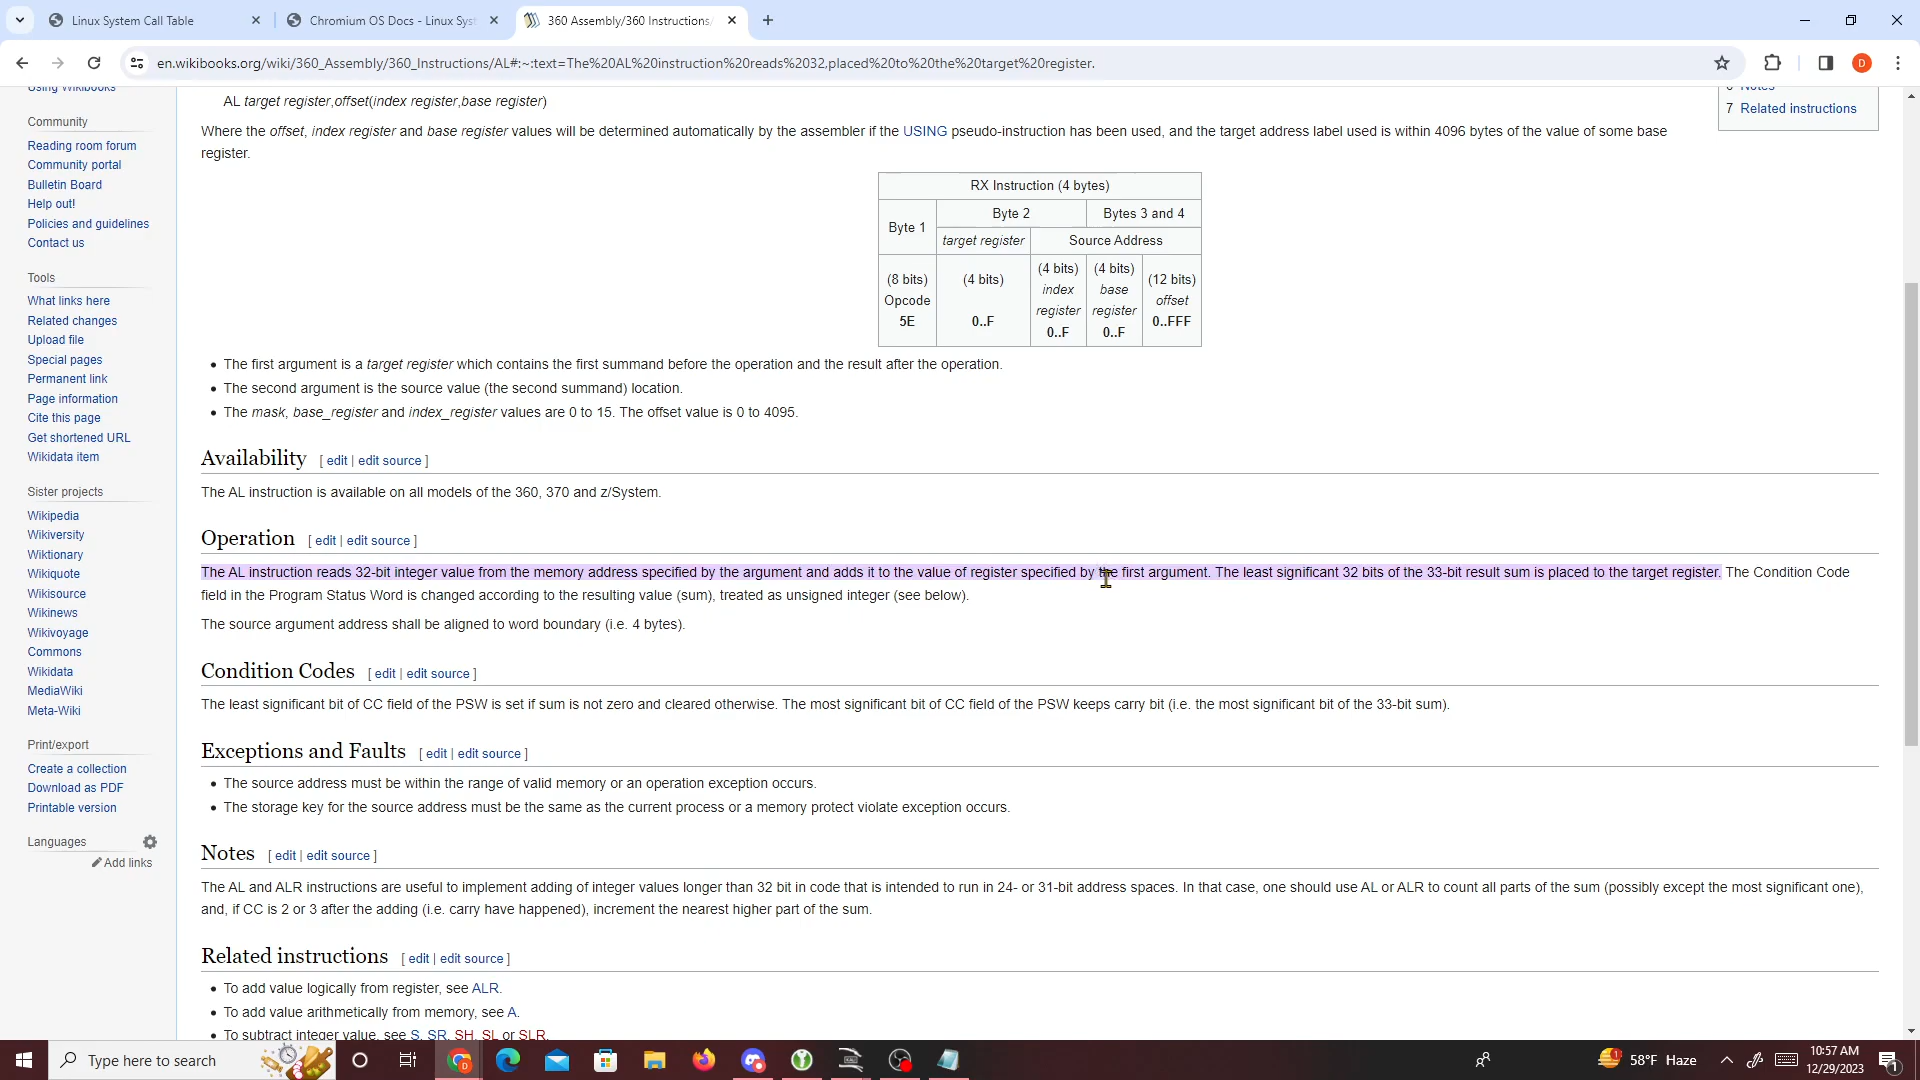 Linux System Call Table
Chromium OS Docs - Linux Syst
360 Assembly/360 Instructions/
en.wikibooks.org/wiki/360_Assembly/360_Instructions/AL#:~:text=The%20AL%20instruction%20reads%2032,placed%20to%20the%20target%20register.
D
Using Wikibooks
Community
Reading room forum
Community portal
Bulletin Board
Help out!
Policies and guidelines
Contact us
Tools
What links here
Related changes
Upload file
Special pages
Permanent link
Page information
Cite this page
Get shortened URL
Wikidata item
Sister projects
Wikipedia
Wikiversity
Wiktionary
Wikiquote
Wikisource
Wikinews
Wikivoyage
Commons
Wikidata
MediaWiki
Meta-Wiki
Print/export
Create a collection
Download as PDF
Printable version
Languages
Add links
6 Notes
7 Related instructions
AL target register,offset(index register,base register)
Where the offset, index register and base register values will be determined automatically by the assembler if the USING pseudo-instruction has been used, and the target address label used is within 4096 bytes of the value of some base
register.
RX Instruction (4 bytes)
Byte 1
Byte 2
Bytes 3 and 4
target register
Source Address
(8 bits)
Opcode
5E
(4 bits)
0..F
(4 bits)
index
register
0..F
(4 bits)
base
register
0..F
(12 bits)
offset
0..FFF
• The first argument is a target register which contains the first summand before the operation and the result after the operation.
• The second argument is the source value (the second summand) location.
• The mask, base_register and index_register values are 0 to 15. The offset value is 0 to 4095.
Availability [ edit | edit source ]
The AL instruction is available on all models of the 360, 370 and z/System.
Operation [ edit | edit source ]
The AL instruction reads 32-bit integer value from the memory address specified by the argument and adds it to the value of register specified by the first argument. The least significant 32 bits of the 33-bit result sum is placed to the target register. The Condition Code
field in the Program Status Word is changed according to the resulting value (sum), treated as unsigned integer (see below).
The source argument address shall be aligned to word boundary (i.e. 4 bytes).
Condition Codes [ edit | edit source ]
The least significant bit of CC field of the PSW is set if sum is not zero and cleared otherwise. The most significant bit of CC field of the PSW keeps carry bit (i.e. the most significant bit of the 33-bit sum).
Exceptions and Faults [ edit | edit source ]
• The source address must be within the range of valid memory or an operation exception occurs.
• The storage key for the source address must be the same as the current process or a memory protect violate exception occurs.
Notes [ edit | edit source ]
The AL and ALR instructions are useful to implement adding of integer values longer than 32 bit in code that is intended to run in 24- or 31-bit address spaces. In that case, one should use AL or ALR to count all parts of the sum (possibly except the most significant one),
and, if CC is 2 or 3 after the adding (i.e. carry have happened), increment the nearest higher part of the sum.
Related instructions [ edit | edit source ]
• To add value logically from register, see ALR.
• To add value arithmetically from memory, see A.
• To subtract integer value, see S, SR, SH, SL or SLR.
Type here to search
58°F Haze
10:57 AM
12/29/2023
1